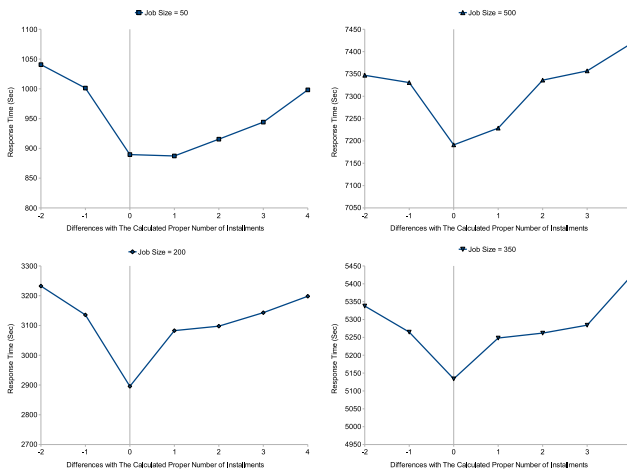 Job Size = 50
1100
1050
1000
950
900
850
800
Response Time (Sec)
-2 -1 0 1 2 3 4
Differences with The Calculated Proper Number of Installments
Job Size = 500
7450
7400
7350
7300
7250
7200
7150
7100
7050
Response Time (Sec)
-2 -1 0 1 2 3
Differences with The Calculated Proper Number of Installments
Job Size = 200
3300
3200
3100
3000
2900
2800
2700
Response Time (Sec)
-2 -1 0 1 2 3 4
Differences with The Calculated Proper Number of Installments
Job Size = 350
5450
5400
5350
5300
5250
5200
5150
5100
5050
5000
4950
Response Time (Sec)
-2 -1 0 1 2 3
Differences with The Calculated Proper Number of Installments